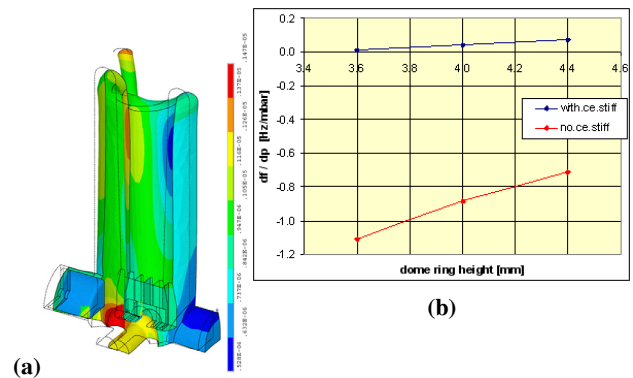 .147E-05
.137E-05
.126E-05
.116E-05
.105E-05
.947E-06
.842E-06
.737E-06
.632E-06
.528E-06
(a)
0.2
0.0
-0.2
-0.4
-0.6
-0.8
-1.0
-1.2
3.4 3.6 3.8 4.0 4.2 4.4 4.6
df / dp [Hz/mbar]
with.ce.stiff
no.ce.stiff
dome ring height [mm]
(b)